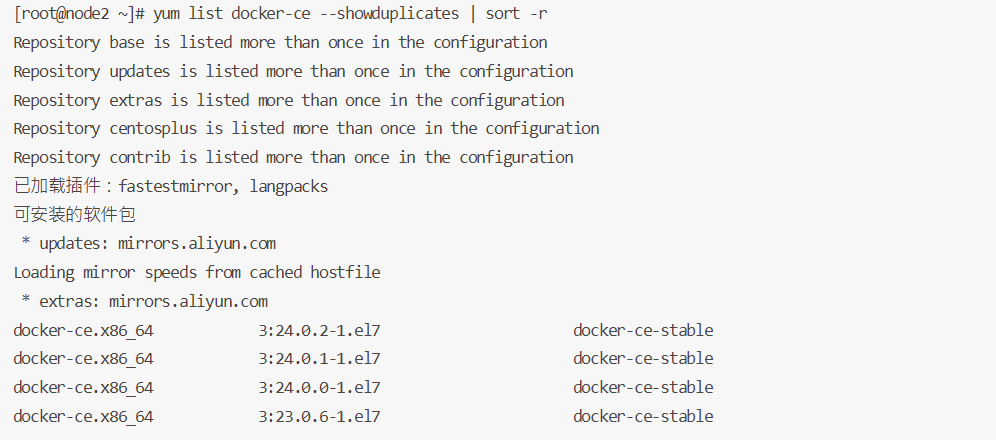 [root@node2 ~]# yum list docker-ce --showduplicates | sort -r
Repository base is listed more than once in the configuration
Repository updates is listed more than once in the configuration
Repository extras is listed more than once in the configuration
Repository centosplus is listed more than once in the configuration
Repository contrib is listed more than once in the configuration
已加载插件：fastestmirror, langpacks
可安装的软件包
 * updates: mirrors.aliyun.com
Loading mirror speeds from cached hostfile
 * extras: mirrors.aliyun.com
docker-ce.x86_64            3:24.0.2-1.el7                      docker-ce-stable
docker-ce.x86_64            3:24.0.1-1.el7                      docker-ce-stable
docker-ce.x86_64            3:24.0.0-1.el7                      docker-ce-stable
docker-ce.x86_64            3:23.0.6-1.el7                      docker-ce-stable